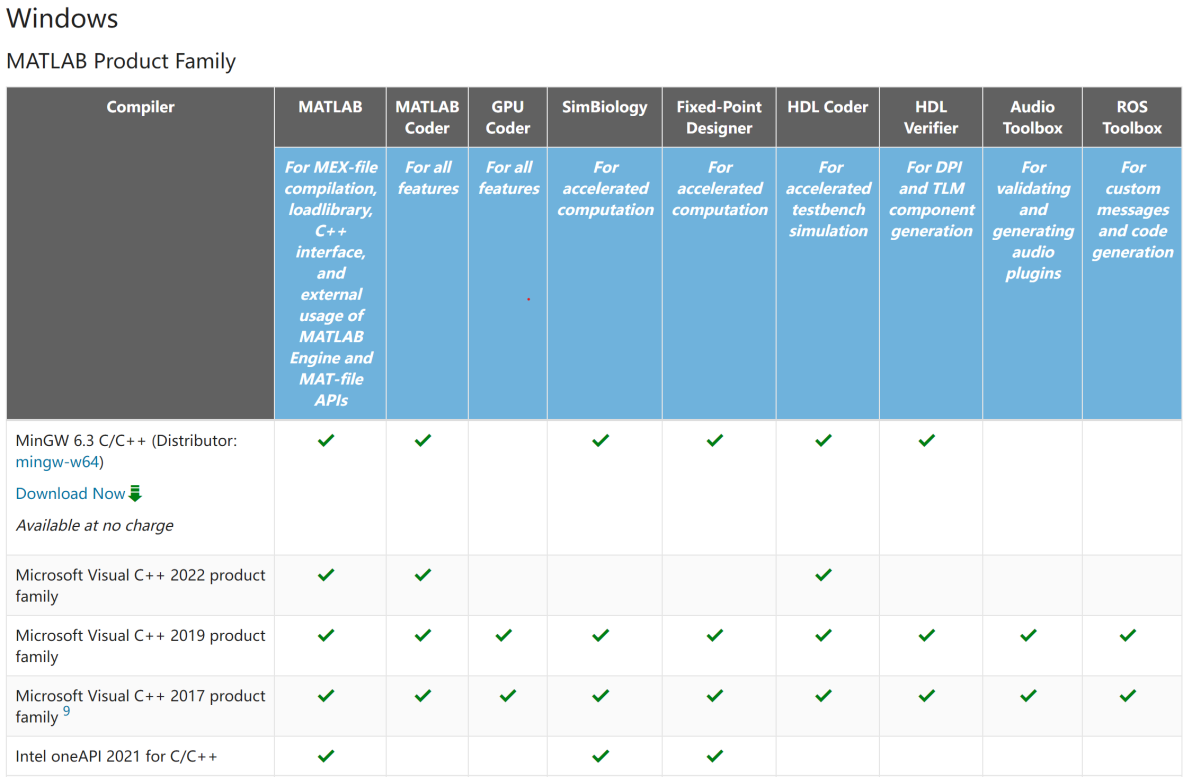 Windows
MATLAB Product Family
Compiler
MATLAB
MATLAB
Coder
GPU
Coder
SimBiology
Fixed-Point
Designer
HDL Coder
HDL
Verifier
Audio
Toolbox
ROS
Toolbox
For MEX-file
compilation,
loadlibrary,
C++
interface,
and
external
usage of
MATLAB
Engine and
MAT-file
APIs
For all
features
For all
features
For
accelerated
computation
For
accelerated
computation
For
accelerated
testbench
simulation
For DPI
and TLM
component
generation
For
validating
and
generating
audio
plugins
For
custom
messages
and code
generation
MinGW 6.3 C/C++ (Distributor:
mingw-w64)
Download Now
Available at no charge
Microsoft Visual C++ 2022 product
family
Microsoft Visual C++ 2019 product
family
Microsoft Visual C++ 2017 product
family 9
Intel oneAPI 2021 for C/C++